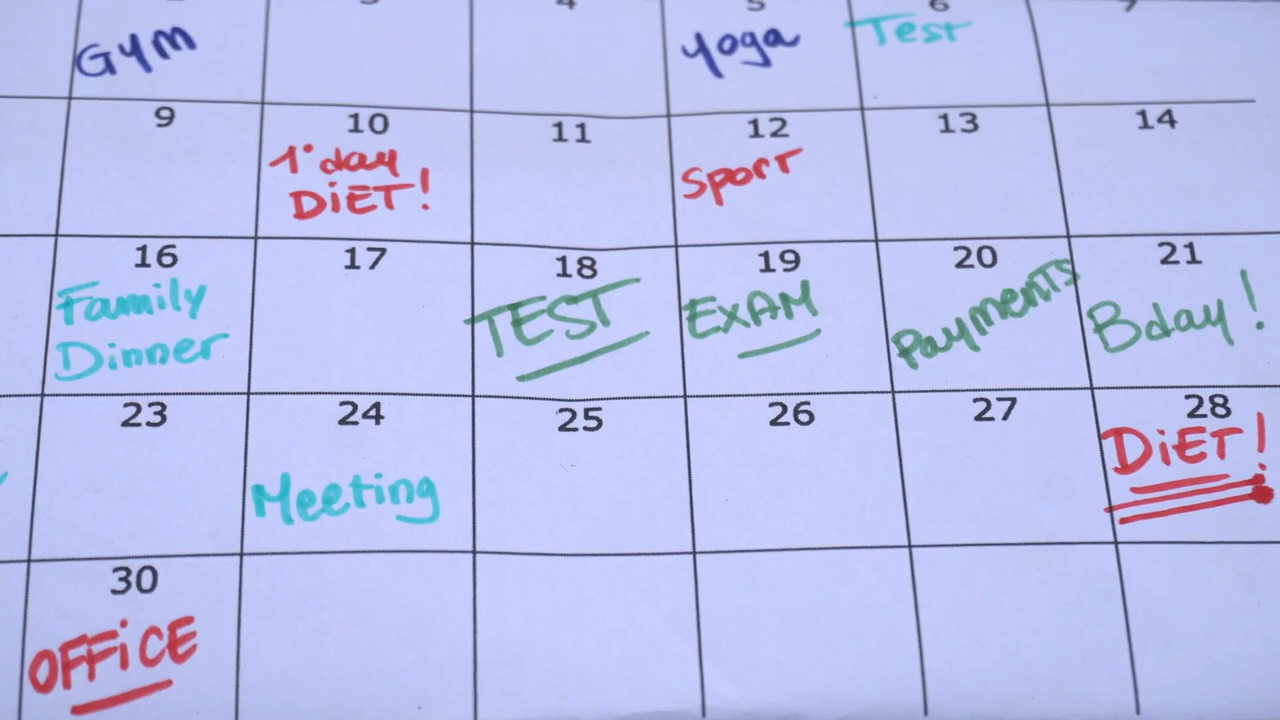 3 4 5 6 7
GYM Yoga Test
9 10 11 12 13 14
1° day
DiET!
Sport
16 17 18 19 20 21
Family
Dinner
TEST EXAM Payments Bday!
23 24 25 26 27 28
Meeting DiET!
30
OFFiCE